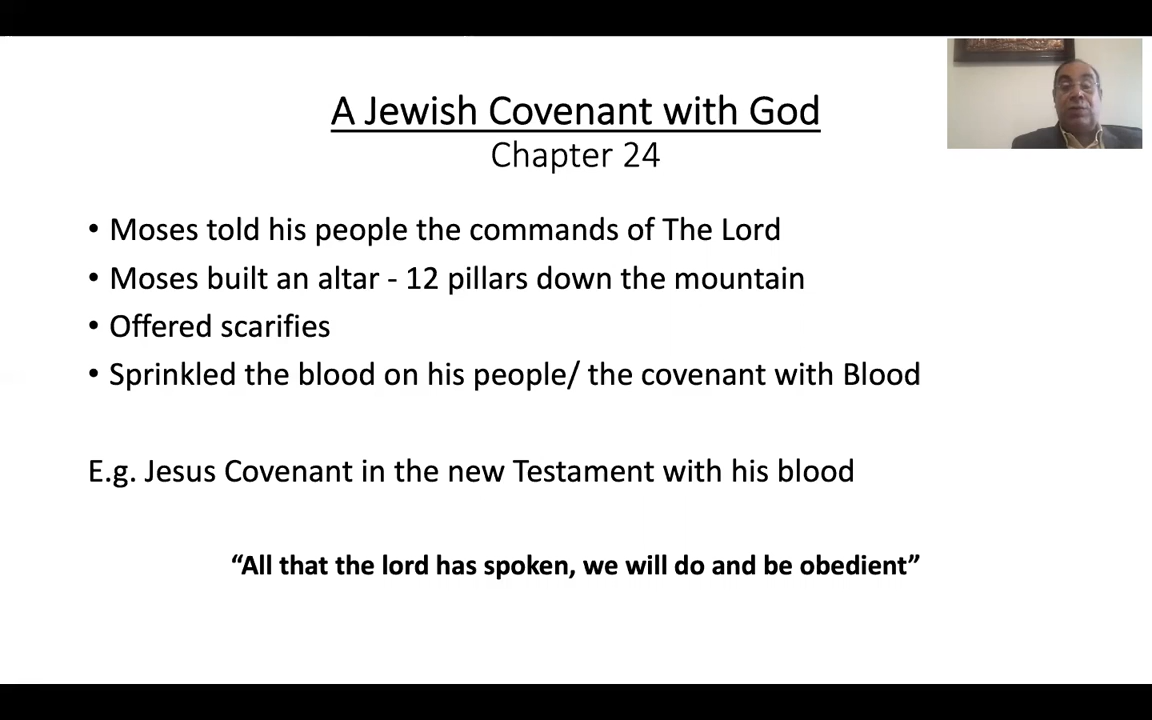 A Jewish Covenant with God
Chapter 24
• Moses told his people the commands of The Lord
• Moses built an altar - 12 pillars down the mountain
• Offered scarifies
• Sprinkled the blood on his people/ the covenant with Blood
E.g. Jesus Covenant in the new Testament with his blood
“All that the lord has spoken, we will do and be obedient”